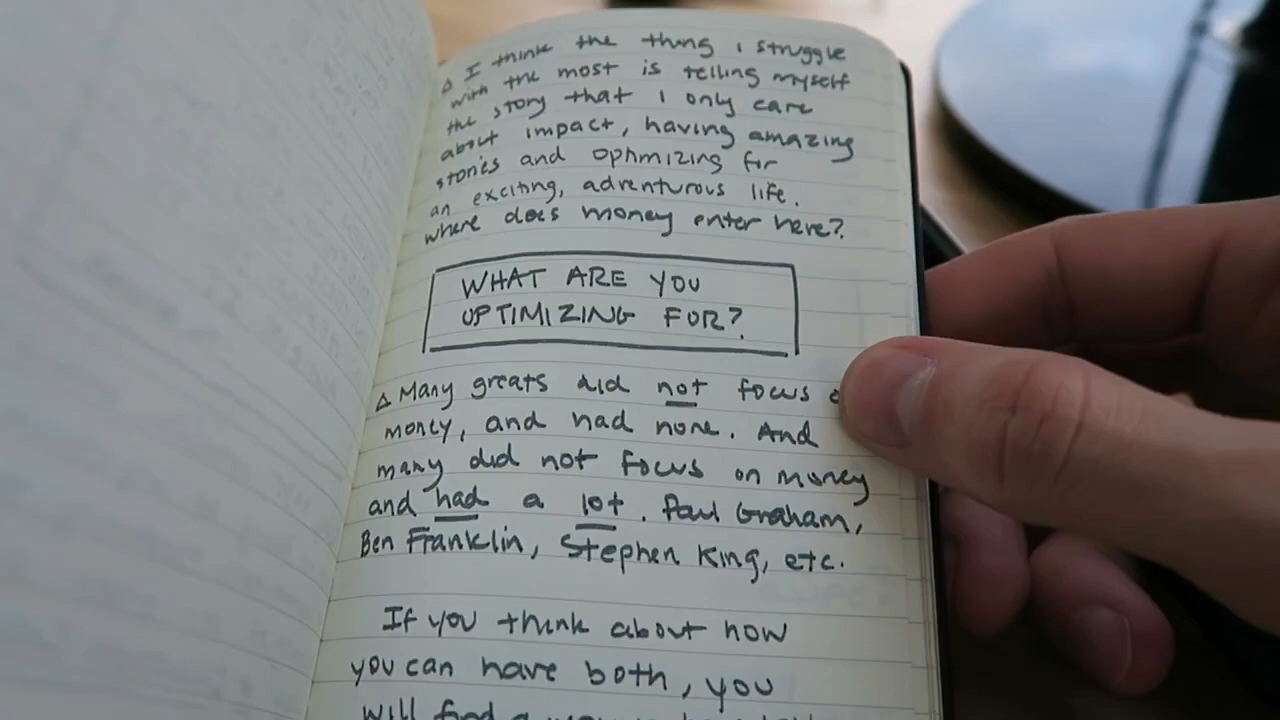 △ I think the thing I struggle
with the most is telling myself
the story that I only care
about impact, having amazing
stories and optimizing for
an exciting, adventurous life.
where does money enter here?
WHAT ARE YOU
OPTIMIZING FOR?
△ Many greats did not focus
money, and had none. And
many did not focus on money
and had a lot. Paul Graham,
Ben Franklin, Stephen King, etc.
If you think about how
you can have both, you
will find a